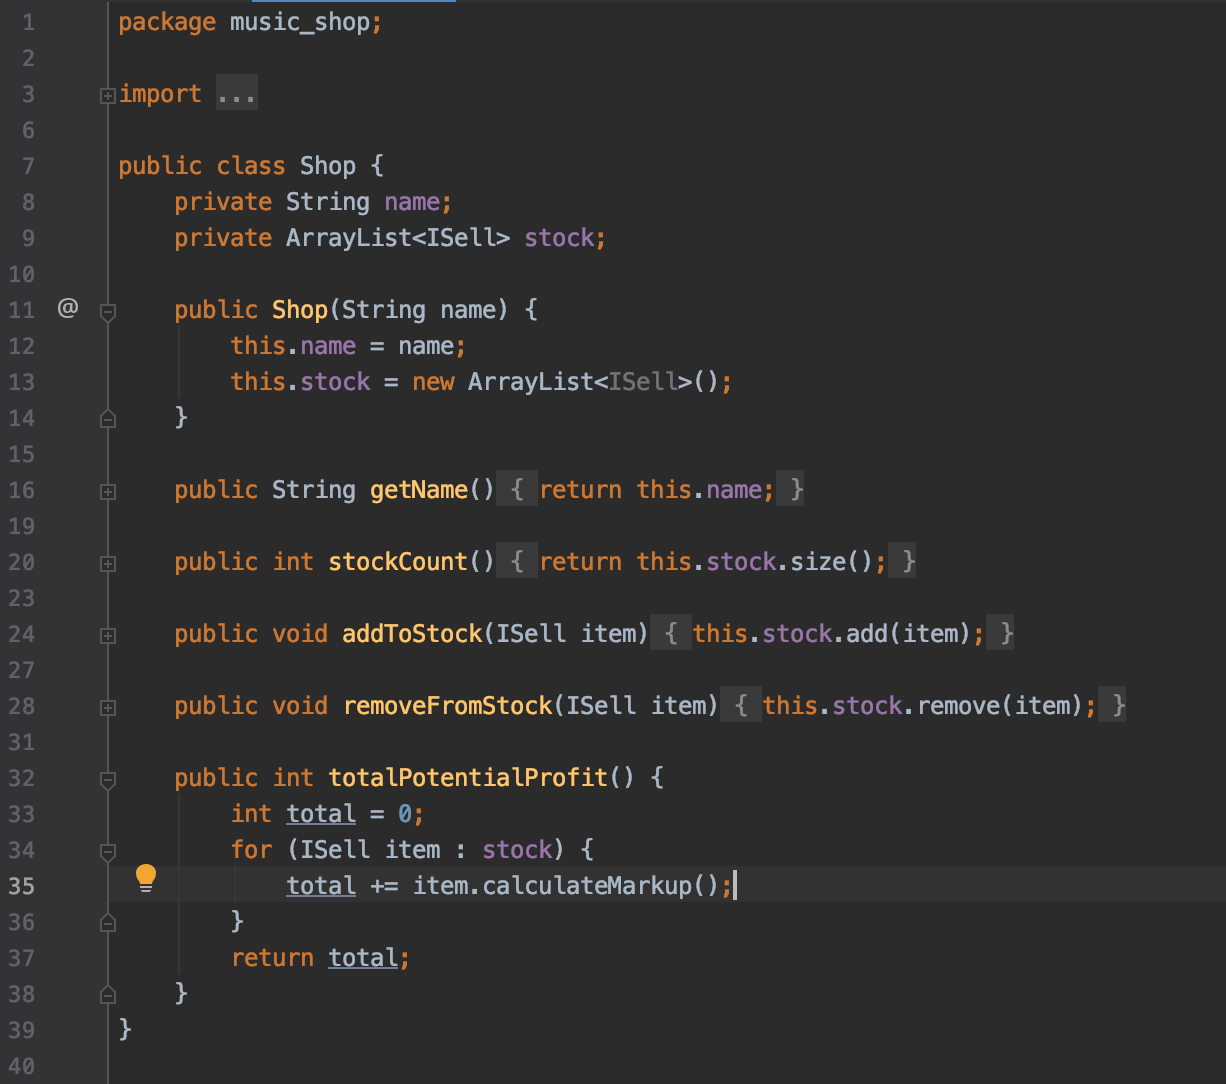 1 package music_shop;
2
3 import ...
6
7 public class Shop {
8     private String name;
9     private ArrayList<ISell> stock;
10
11 @     public Shop(String name) {
12         this.name = name;
13         this.stock = new ArrayList<ISell>();
14     }
15
16     public String getName() { return this.name; }
19
20     public int stockCount() { return this.stock.size(); }
23
24     public void addToStock(ISell item) { this.stock.add(item); }
27
28     public void removeFromStock(ISell item) { this.stock.remove(item); }
31
32     public int totalPotentialProfit() {
33         int total = 0;
34         for (ISell item : stock) {
35             total += item.calculateMarkup();
36         }
37         return total;
38     }
39 }
40